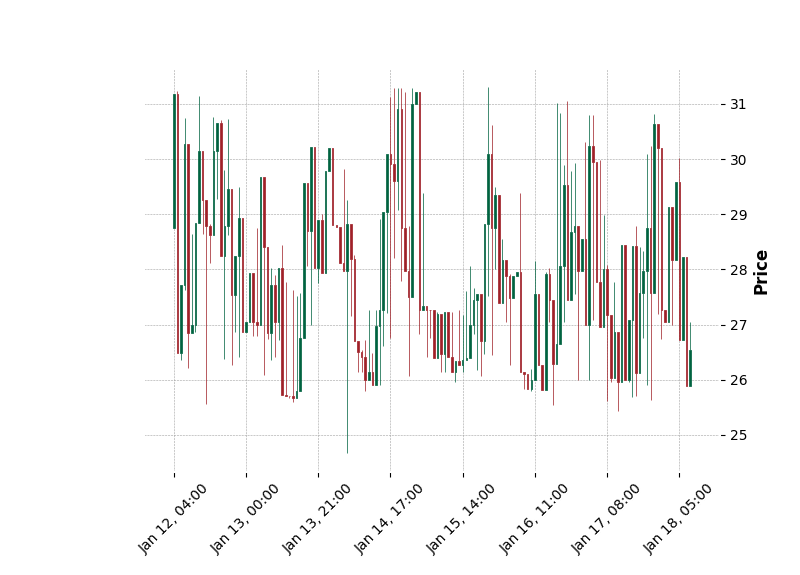 31
30
29
28
27
26
25
Price
Jan 12, 04:00
Jan 13, 00:00
Jan 13, 21:00
Jan 14, 17:00
Jan 15, 14:00
Jan 16, 11:00
Jan 17, 08:00
Jan 18, 05:00